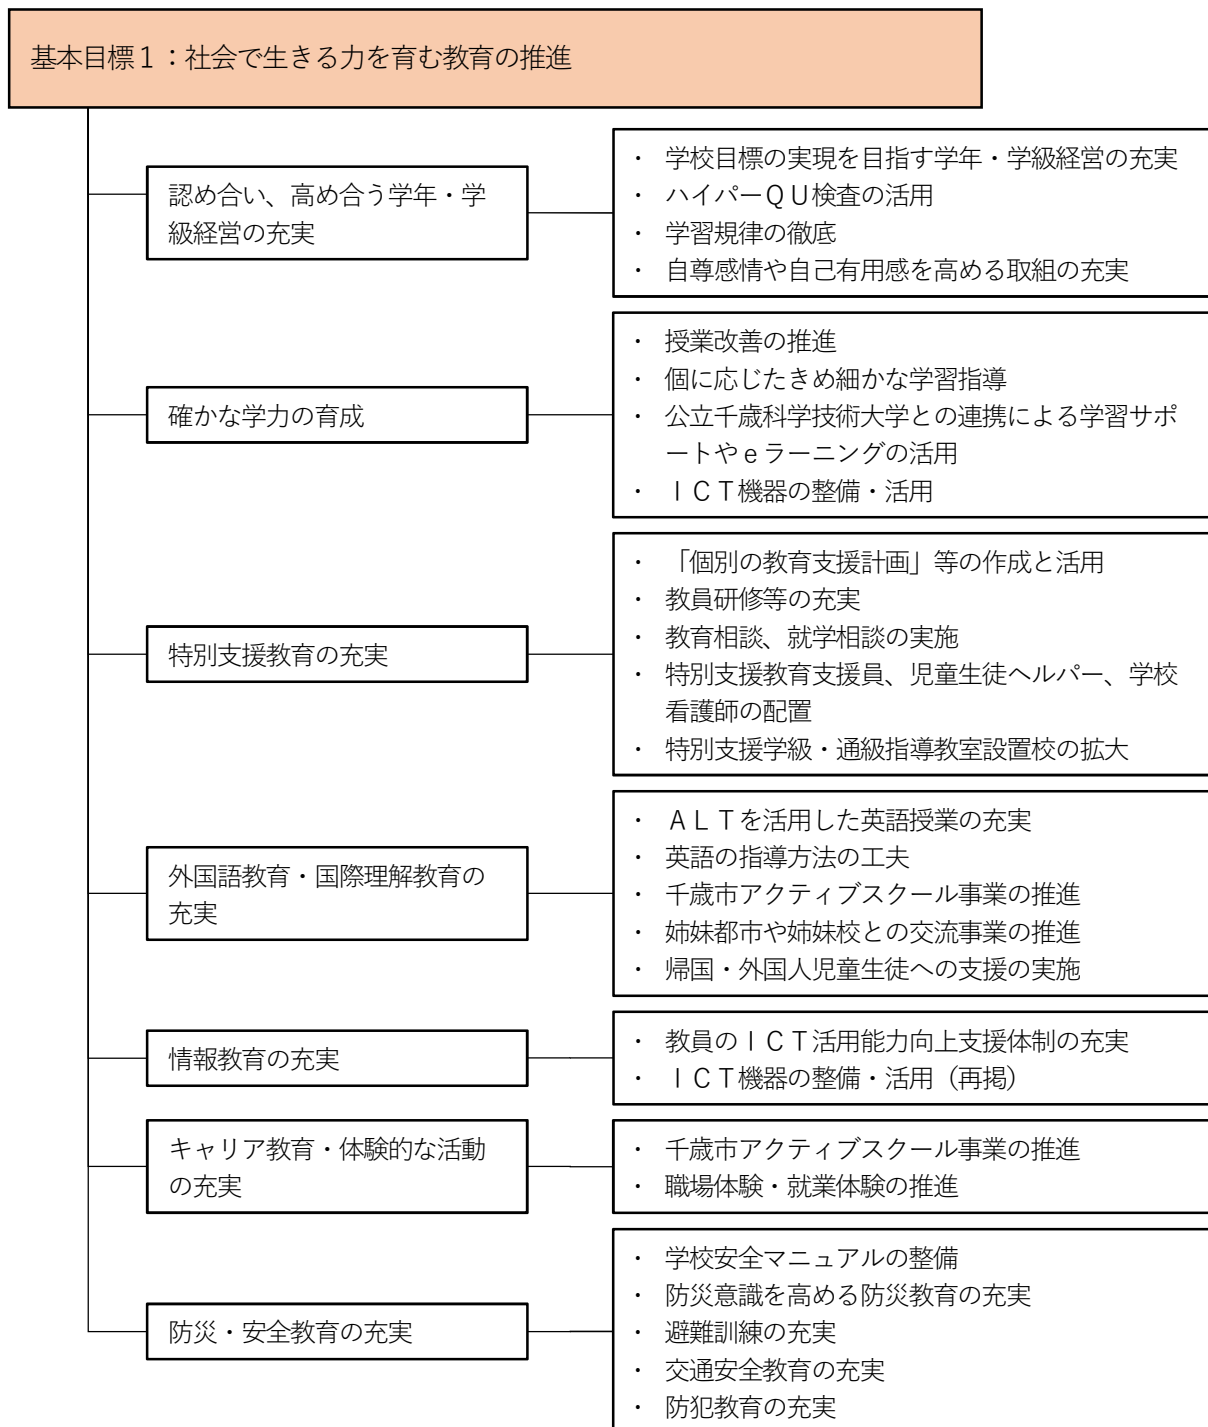 基本目標１：社会で生きる力を育む教育の推進
認め合い、高め合う学年・学
級経営の充実
・ 学校目標の実現を目指す学年・学級経営の充実
・ ハイパーＱＵ検査の活用
・ 学習規律の徹底
・ 自尊感情や自己有用感を高める取組の充実
確かな学力の育成
・ 授業改善の推進
・ 個に応じたきめ細かな学習指導
・ 公立千歳科学技術大学との連携による学習サポ
ートやｅラーニングの活用
・ ＩＣＴ機器の整備・活用
特別支援教育の充実
・ 「個別の教育支援計画」等の作成と活用
・ 教員研修等の充実
・ 教育相談、就学相談の実施
・ 特別支援教育支援員、児童生徒ヘルパー、学校
看護師の配置
・ 特別支援学級・通級指導教室設置校の拡大
外国語教育・国際理解教育の
充実
・ ＡＬＴを活用した英語授業の充実
・ 英語の指導方法の工夫
・ 千歳市アクティブスクール事業の推進
・ 姉妹都市や姉妹校との交流事業の推進
・ 帰国・外国人児童生徒への支援の実施
情報教育の充実
・ 教員のＩＣＴ活用能力向上支援体制の充実
・ ＩＣＴ機器の整備・活用（再掲）
キャリア教育・体験的な活動
の充実
・ 千歳市アクティブスクール事業の推進
・ 職場体験・就業体験の推進
防災・安全教育の充実
・ 学校安全マニュアルの整備
・ 防災意識を高める防災教育の充実
・ 避難訓練の充実
・ 交通安全教育の充実
・ 防犯教育の充実